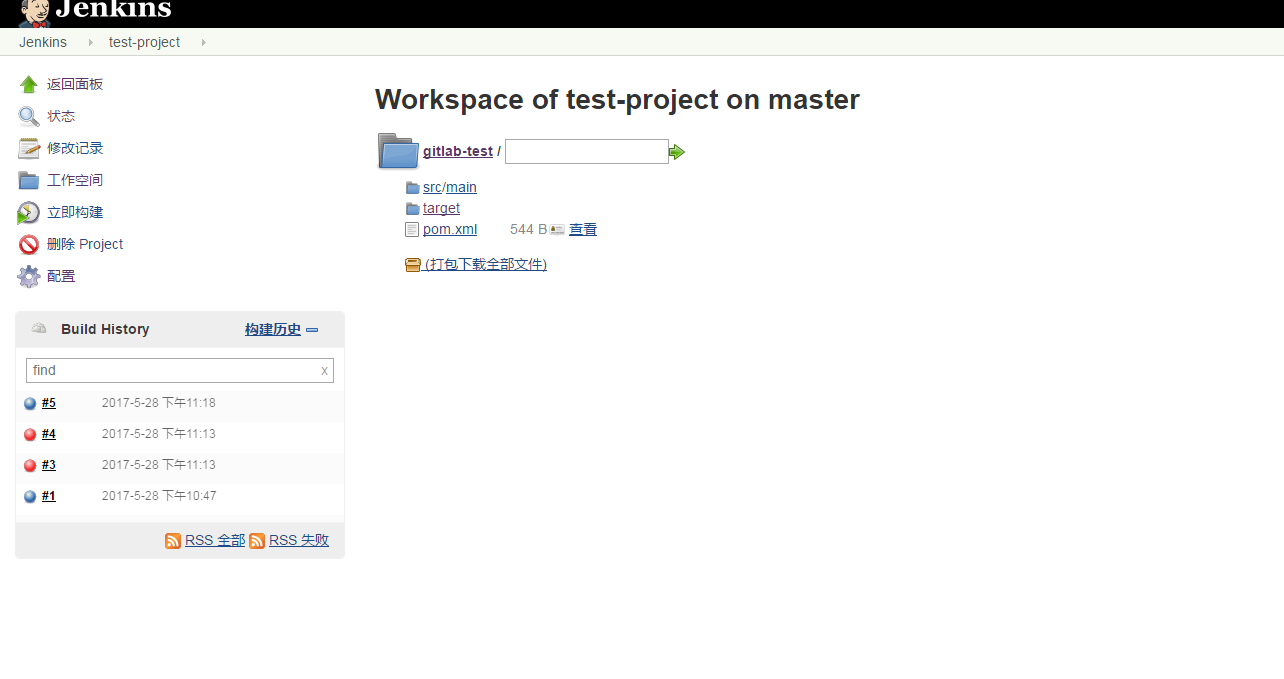 Jenkins
Jenkins test-project
返回面板
状态
修改记录
工作空间
立即构建
删除 Project
配置
Build History 构建历史
find x
#5 2017-5-28 下午11:18
#4 2017-5-28 下午11:13
#3 2017-5-28 下午11:13
#1 2017-5-28 下午10:47
RSS 全部 RSS 失败
Workspace of test-project on master
gitlab-test /
src/main
target
pom.xml 544 B 查看
(打包下载全部文件)